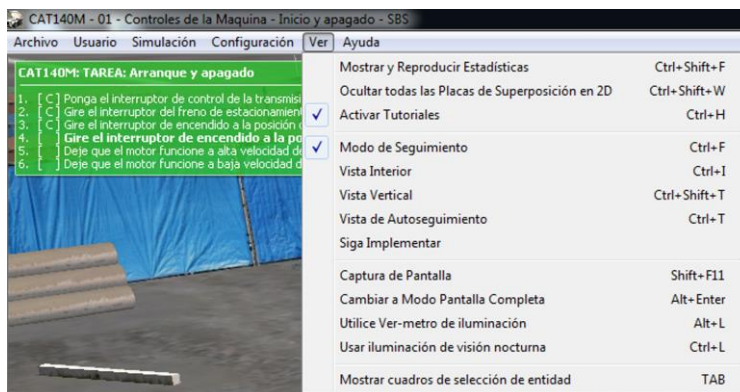 CAT140M - 01 - Controles de la Maquina - Inicio y apagado - SBS
Archivo Usuario Simulación Configuración Ver Ayuda
CAT140M: TAREA: Arranque y apagado
1. [C] Ponga el interruptor de control de la
2. [C] Gire el interruptor del freno de
3. [C] Gire el interruptor de encendido a la posición
4. [ ] Gire el interruptor de encendido a la
5. [ ] Deje que el motor funcione a alta velocidad
6. [ ] Deje que el motor funcione a baja velocidad
Mostrar y Reproducir Estadísticas Ctrl+Shift+F
Ocultar todas las Placas de Superposición en 2D Ctrl+Shift+W
✓ Activar Tutoriales Ctrl+H
✓ Modo de Seguimiento Ctrl+F
Vista Interior Ctrl+I
Vista Vertical Ctrl+Shift+T
Vista de Autoseguimiento Ctrl+T
Siga Implementar
Captura de Pantalla Shift+F11
Cambiar a Modo Pantalla Completa Alt+Enter
Utilice Ver-metro de iluminación Alt+L
Usar iluminación de visión nocturna Ctrl+L
Mostrar cuadros de selección de entidad TAB